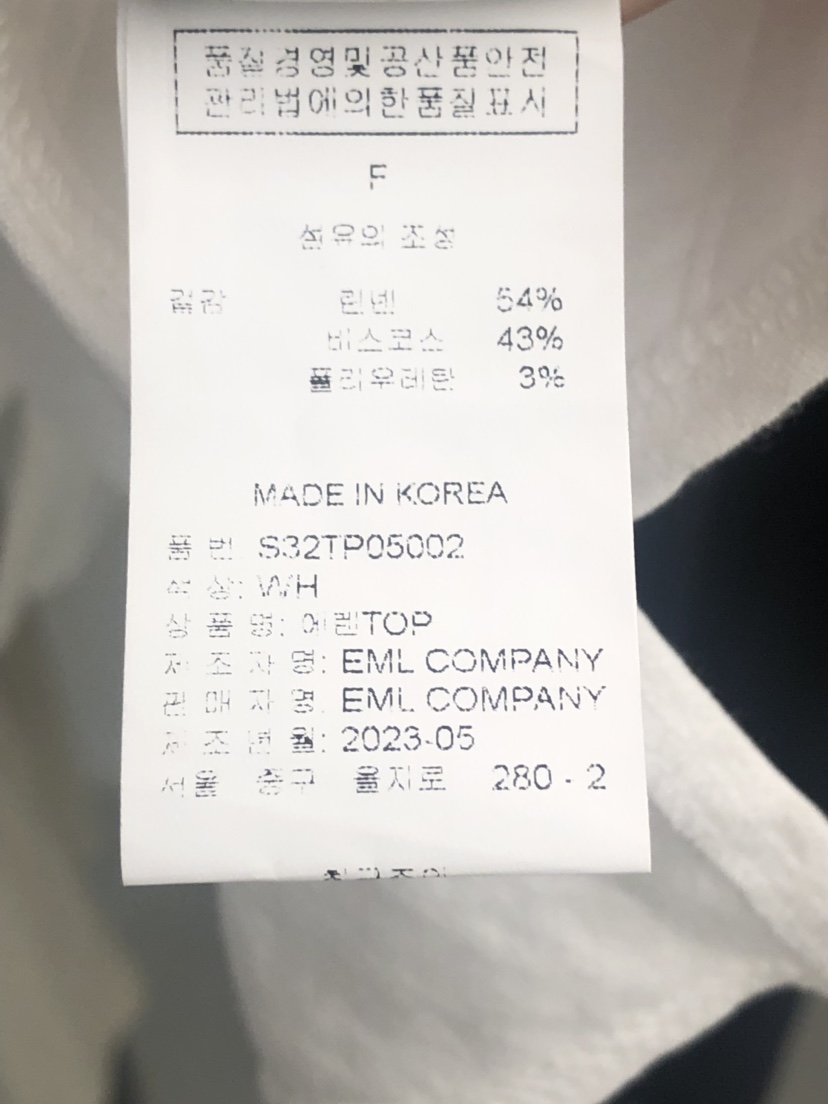 품질경영및공산품안전
관리법에의한품질표시
F
섬유의 조성
겉감 린넨 54%
비스코스 43%
폴리우레탄 3%
MADE IN KOREA
품 번: S32TP05002
색 상: WH
상 품 명: 에린TOP
제 조 자 명: EML COMPANY
판 매 자 명: EML COMPANY
제 조 년 월: 2023-05
서울 중구 을지로 280 - 2